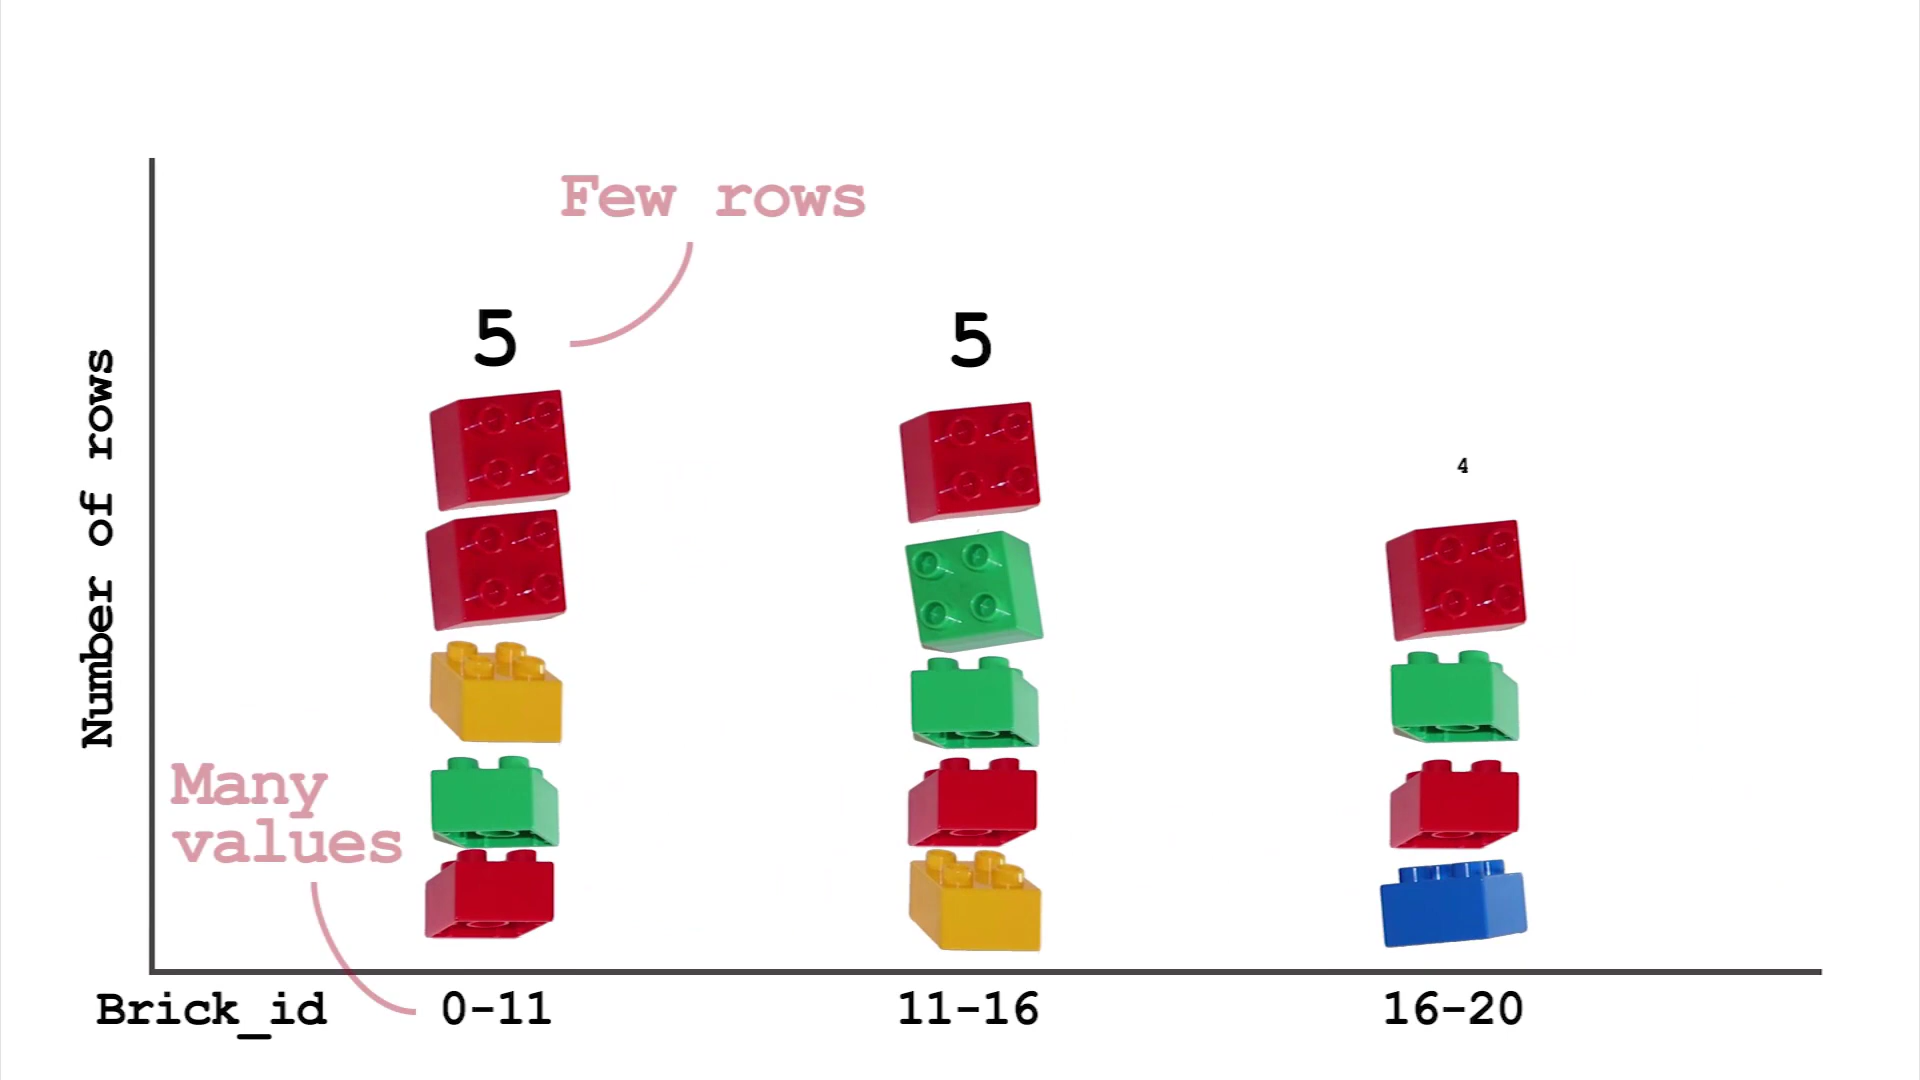 Few rows
5
5
4
Number of rows
Many
values
Brick_id
0-11
11-16
16-20